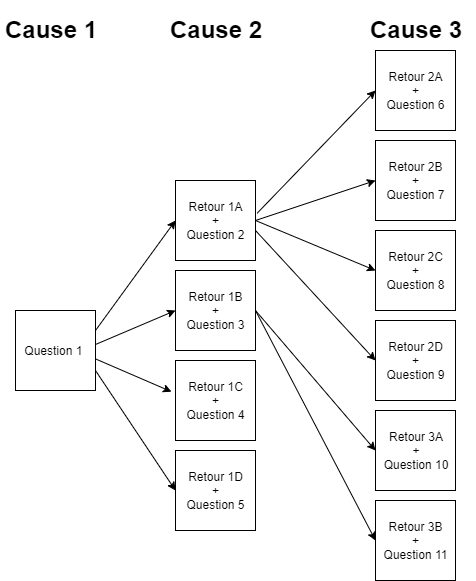 Cause 1
Cause 2
Cause 3
Question 1
Retour 1A
+
Question 2
Retour 1B
+
Question 3
Retour 1C
+
Question 4
Retour 1D
+
Question 5
Retour 2A
+
Question 6
Retour 2B
+
Question 7
Retour 2C
+
Question 8
Retour 2D
+
Question 9
Retour 3A
+
Question 10
Retour 3B
+
Question 11